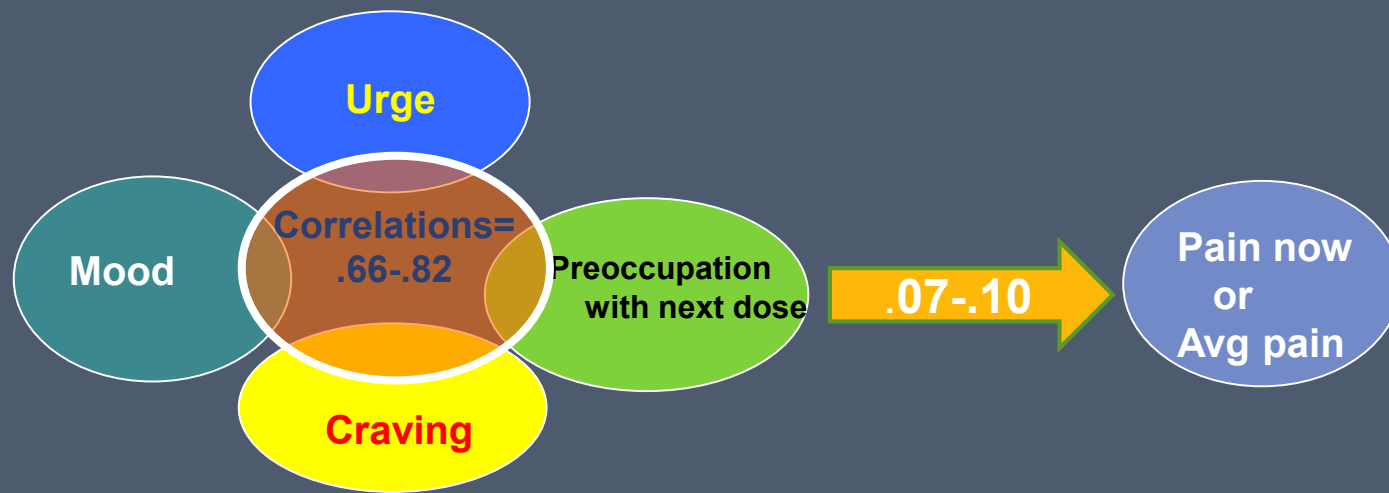 Urge
Correlations=
.66-.82
Mood
Preoccupation
with next dose
.07-.10
Pain now
or
Avg pain
Craving